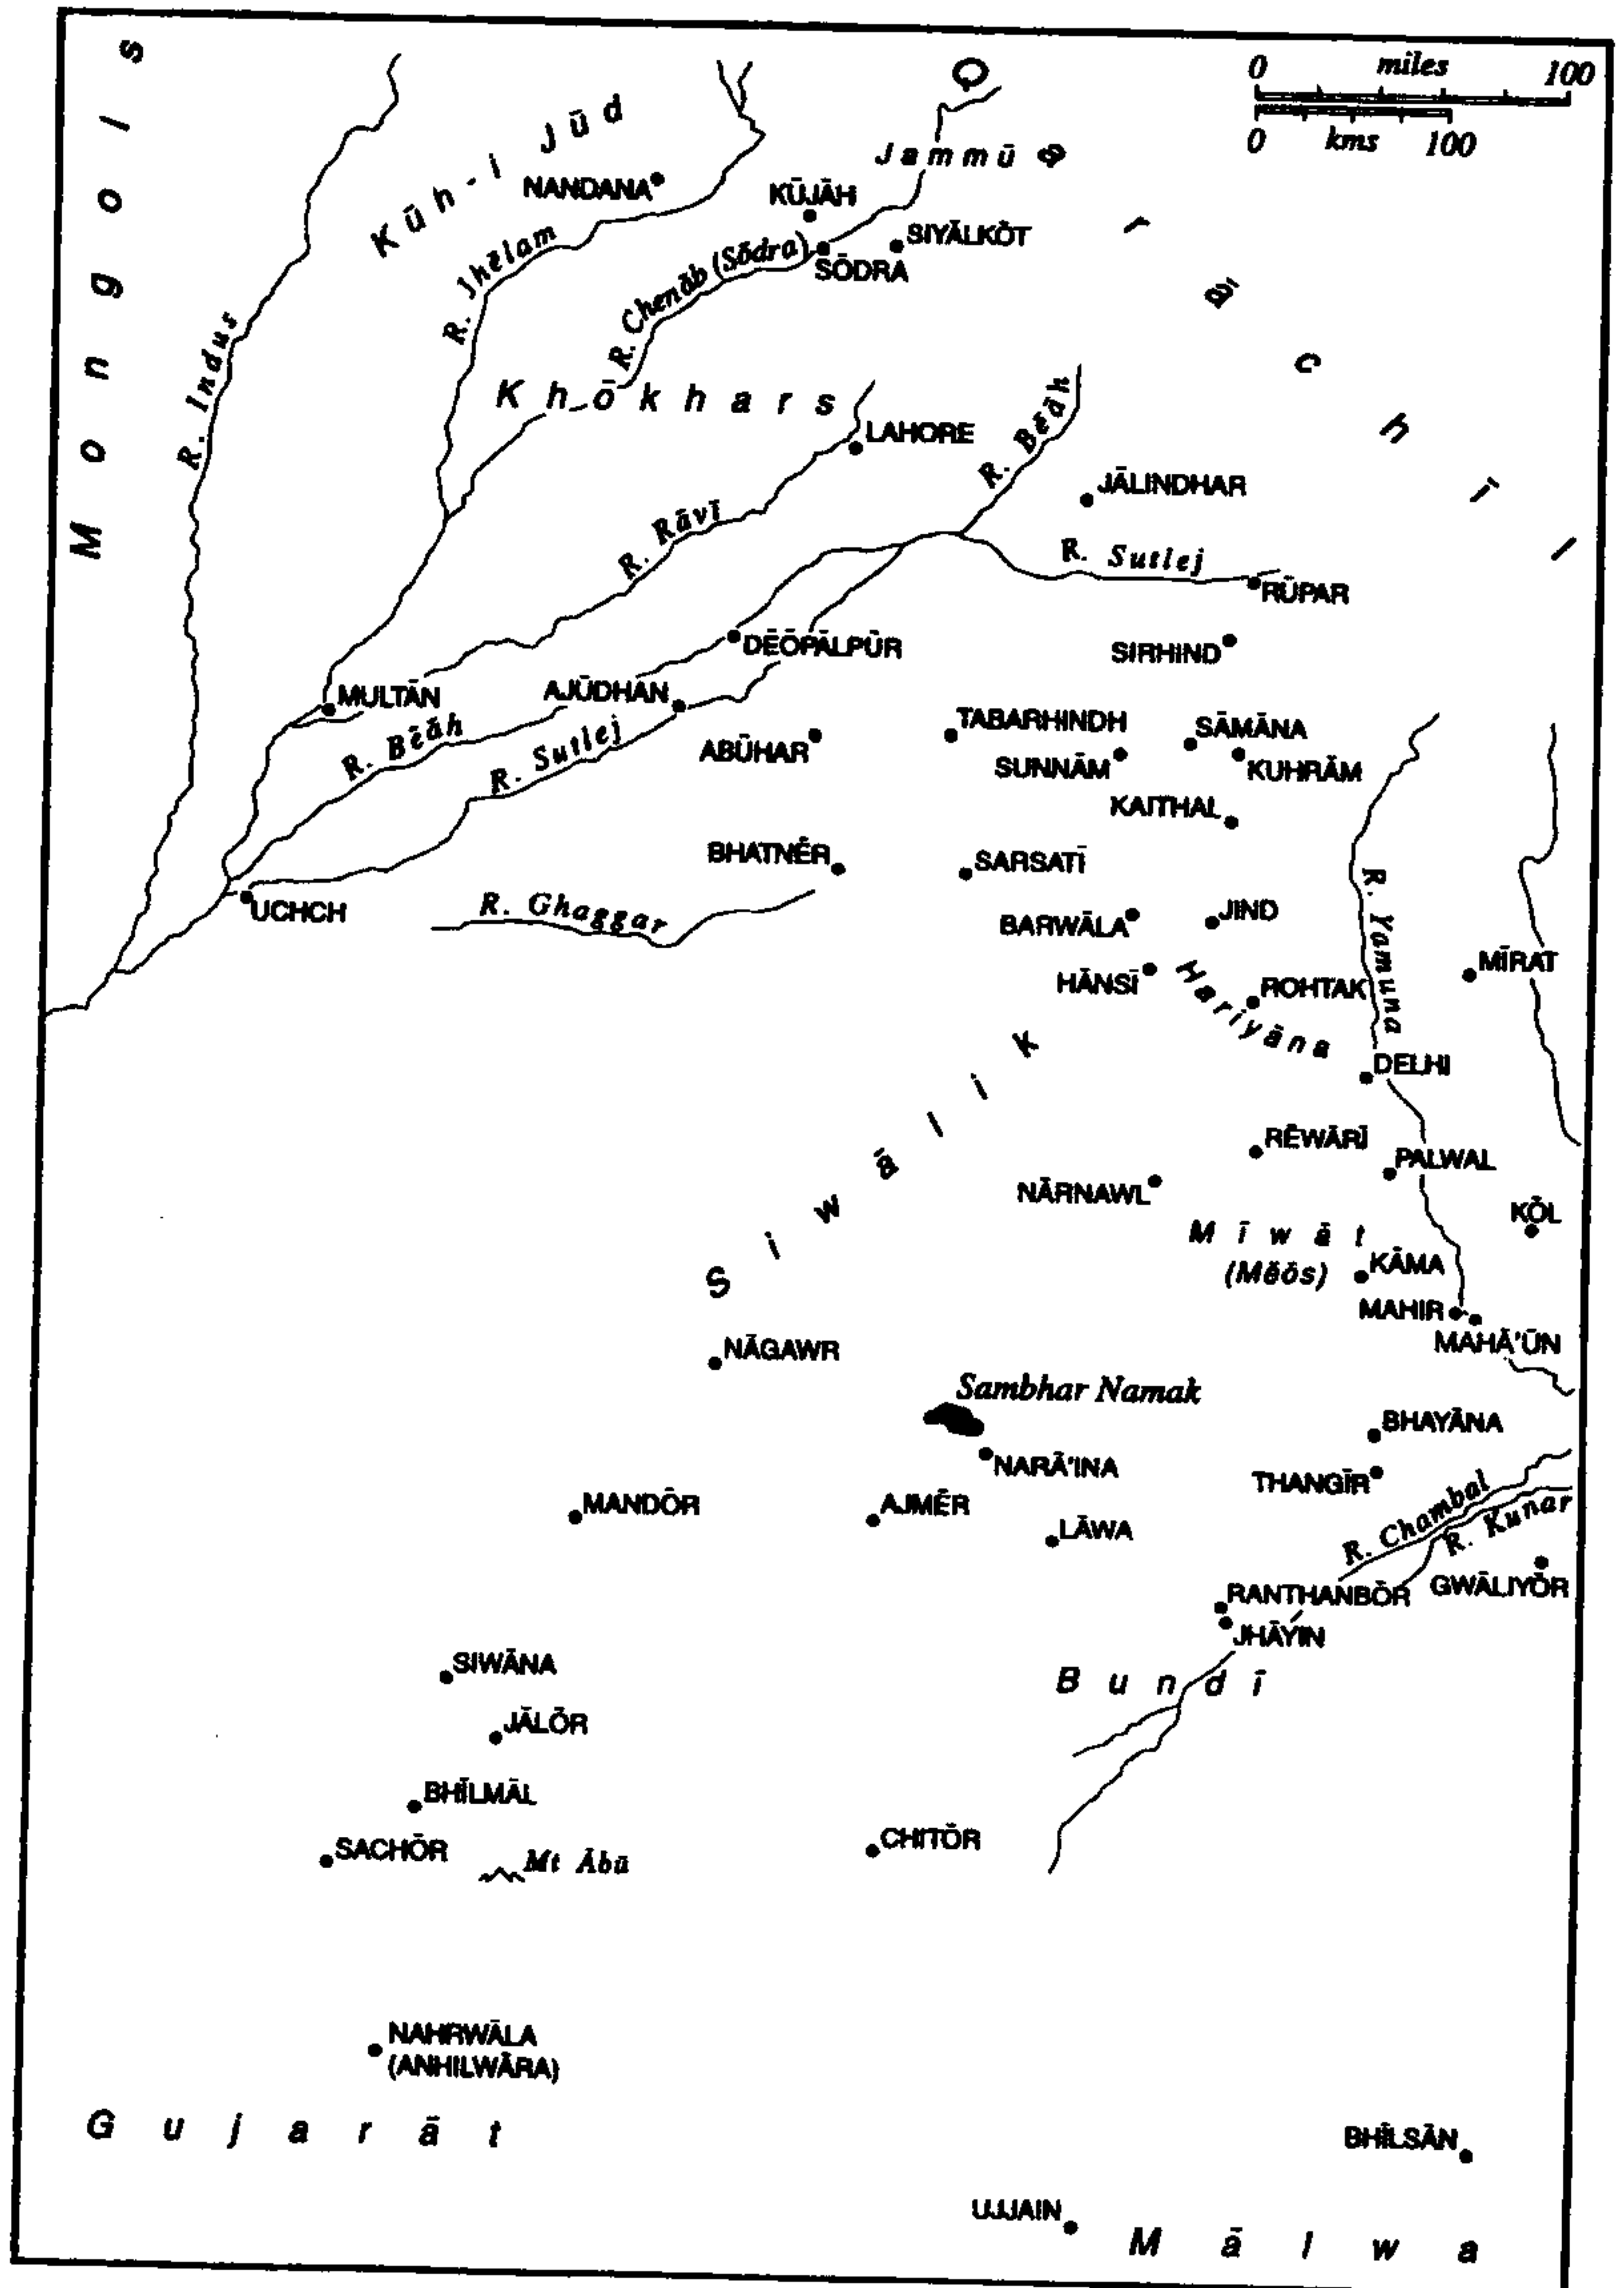 Mongols
0 miles 100
0 kms 100
Kūh-i Jūd
NANDANA
Jammū
Qarāchīl
KŪJĀH
SIYĀLKŌT
SŌDRA
R. Jhēlam
R. Chenāb (Sōdra)
R. Indus
Khōkhars
LAHORE
R. Bēāh
JĀLINDHAR
R. Rāvī
R. Sutlej
RŪPAR
DĒŌPĀLPŪR
SIRHIND
MULTĀN
AJŪDHAN
R. Bēāh
R. Sutlej
ABŪHAR
TABARHINDH
SĀMĀNA
SUNNĀM
KUHRĀM
KAITHAL
BHATNĒR
SARSATĪ
R. Yamuna
UCHCH
R. Ghaggar
BARWĀLA
JIND
MĪRAT
HĀNSĪ
ROHTAK
Hariyāna
DELHI
Siwālik
RĒWĀRĪ
PALWAL
NĀRNAWL
KŌL
Mīwāt
(Mēōs)
KĀMA
MAHIR
MAHĀ'ŪN
NĀGAWR
Sambhar Namak
BHAYĀNA
NARĀ'INA
THANGĪR
MANDŌR
AJMĒR
LĀWA
R. Chambal
R. Kunar
RANTHANBŌR
GWĀLIYŌR
JHĀYIN
SIWĀNA
Bundī
JĀLŌR
BHĪLMĀL
SACHŌR
CHITŌR
Mt Ābū
NAHRWĀLA
(ANHILWĀRA)
Gujarāt
BHĪLSĀN
UJJAIN
Mālwa